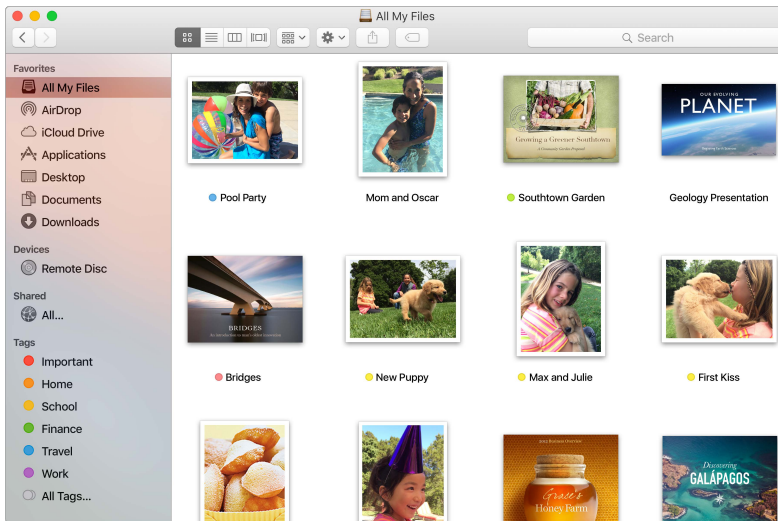 All My Files
Search
Favorites
All My Files
AirDrop
iCloud Drive
Applications
Desktop
Documents
Downloads
Devices
Remote Disc
Shared
All...
Tags
Important
Home
School
Finance
Travel
Work
All Tags...
Growing a Greener Southtown
A Community Garden Proposal
OUR EVOLVING
PLANET
Pool Party
Mom and Oscar
Southtown Garden
Geology Presentation
BRIDGES
Bridges
New Puppy
Max and Julie
First Kiss
Grace's
Honey Farm
Discovering
GALÁPAGOS